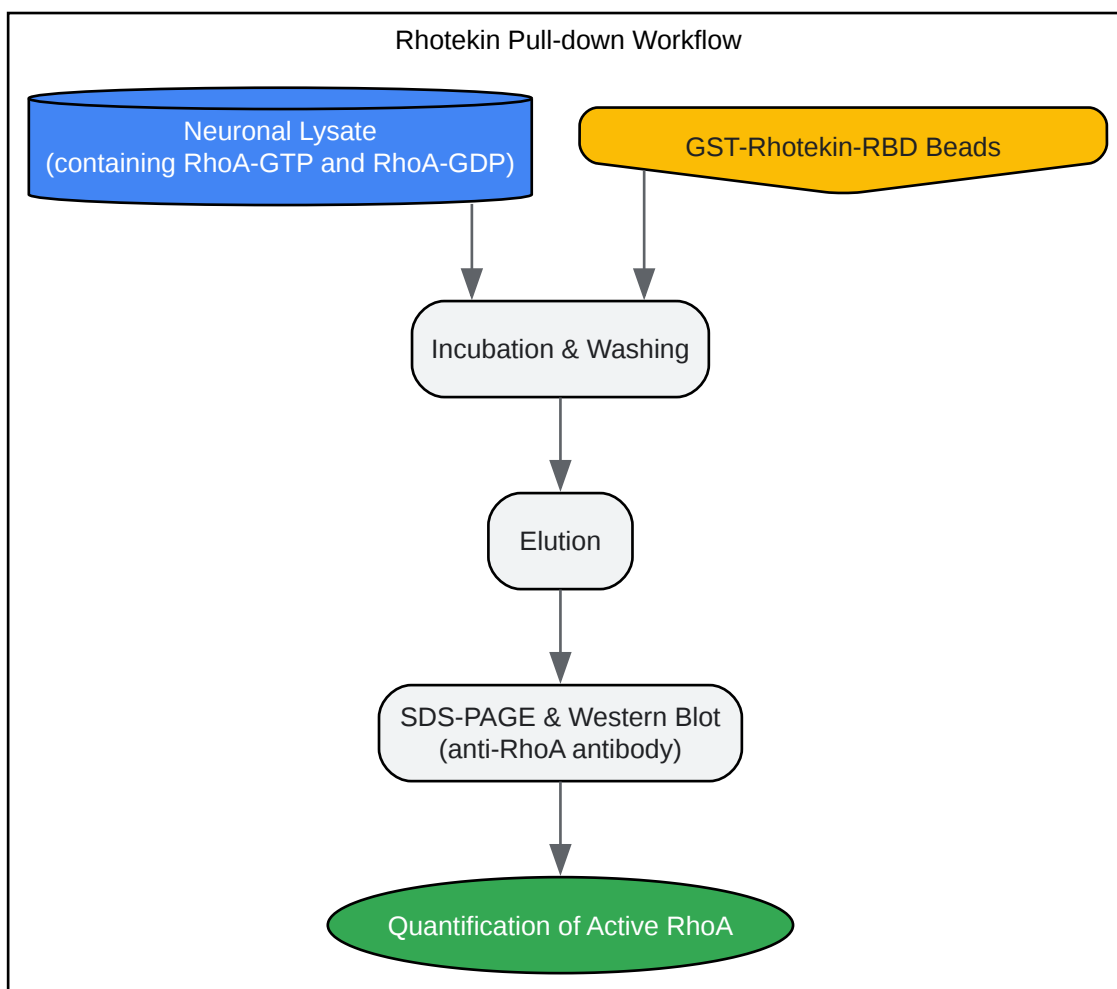 Rhotekin Pull-down Workflow
Neuronal Lysate
(containing RhoA-GTP and RhoA-GDP)
GST-Rhotekin-RBD Beads
Incubation & Washing
Elution
SDS-PAGE & Western Blot
(anti-RhoA antibody)
Quantification of Active RhoA